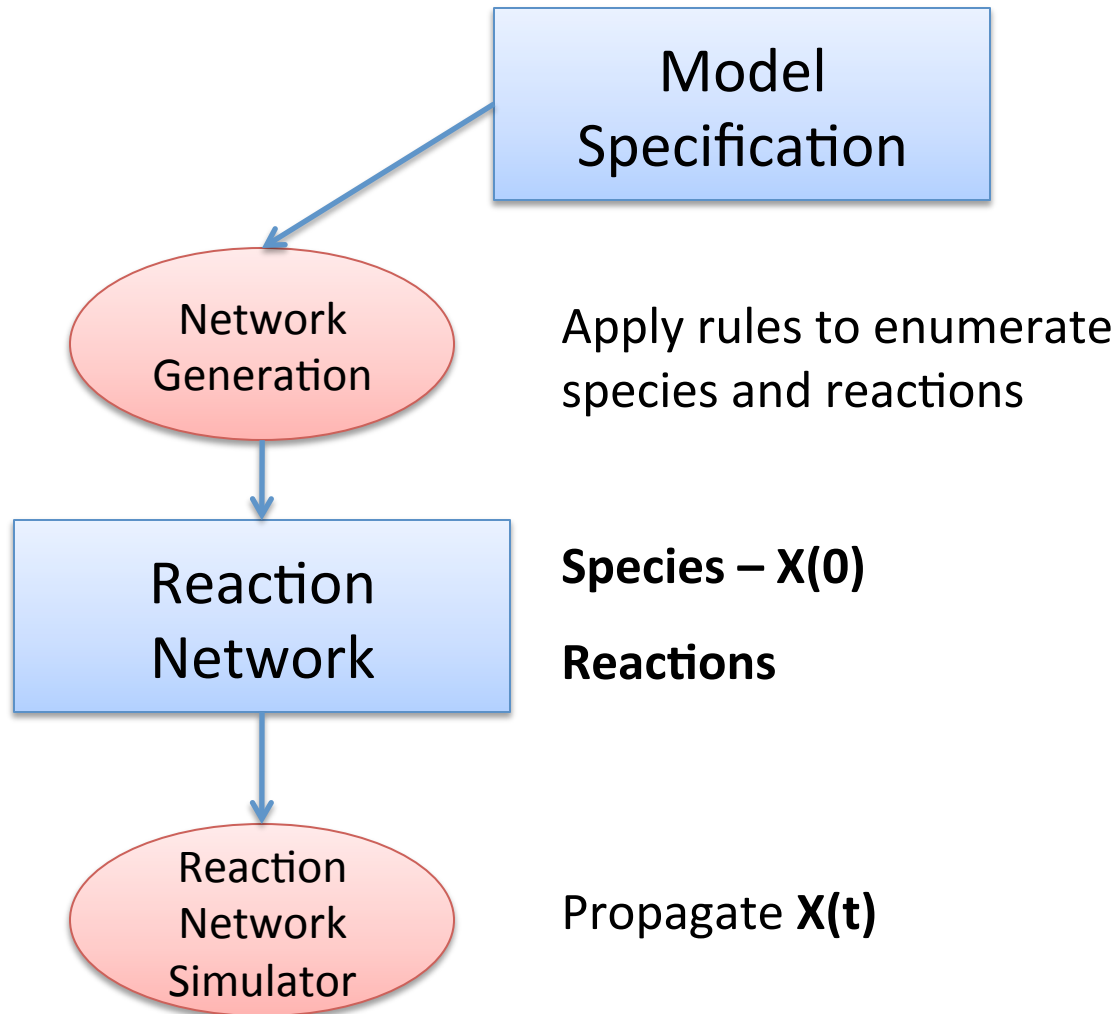 Model
Specification
Network
Generation
Apply rules to enumerate
species and reactions
Reaction
Network
Species – X(0)
Reactions
Reaction
Network
Simulator
Propagate X(t)